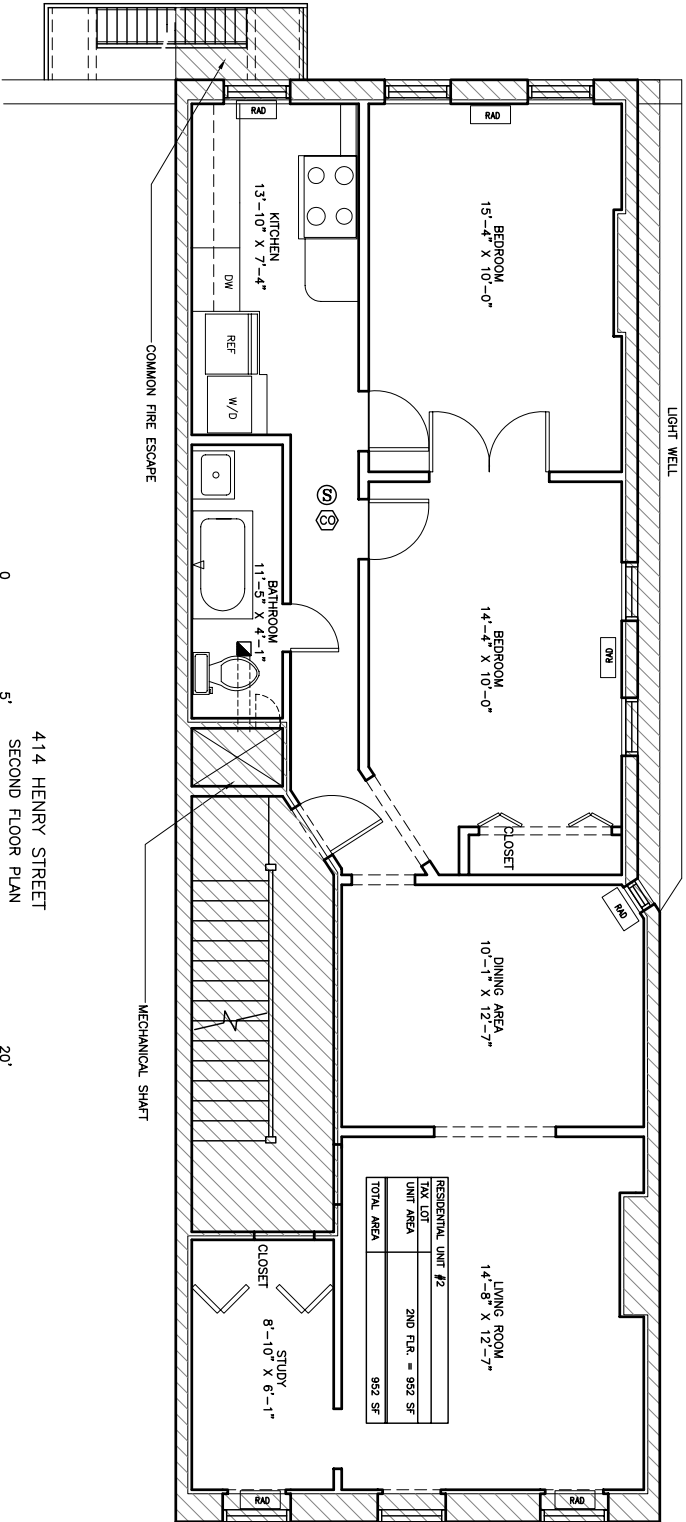 LIGHT WELL
RAD
RAD
BEDROOM
15'-4" X 10'-0"
KITCHEN
13'-10" X 7'-4"
DW
REF
W/D
COMMON FIRE ESCAPE
S
CO
BEDROOM
14'-4" X 10'-0"
RAD
CLOSET
BATHROOM
11'-5" X 4'-1"
MECHANICAL SHAFT
RAD
DINING AREA
10'-1" X 12'-7"
LIVING ROOM
14'-8" X 12'-7"
RESIDENTIAL UNIT #2
TAX LOT
UNIT AREA 2ND FLR. = 952 SF
TOTAL AREA 952 SF
CLOSET
STUDY
8'-10" X 6'-1"
RAD
RAD
0 5' 20'
414 HENRY STREET
SECOND FLOOR PLAN